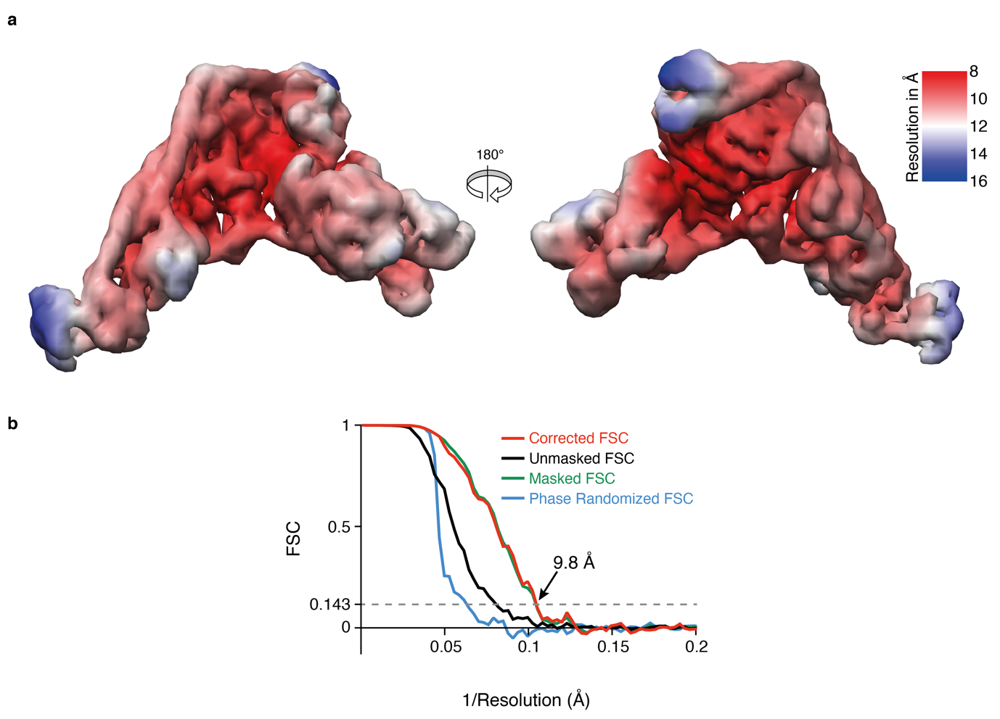 a
180°
Resolution in Å
8
10
12
14
16
b
FSC
1
0.5
0.143
0
Corrected FSC
Unmasked FSC
Masked FSC
Phase Randomized FSC
9.8 Å
0.05
0.1
0.15
0.2
1/Resolution (Å)